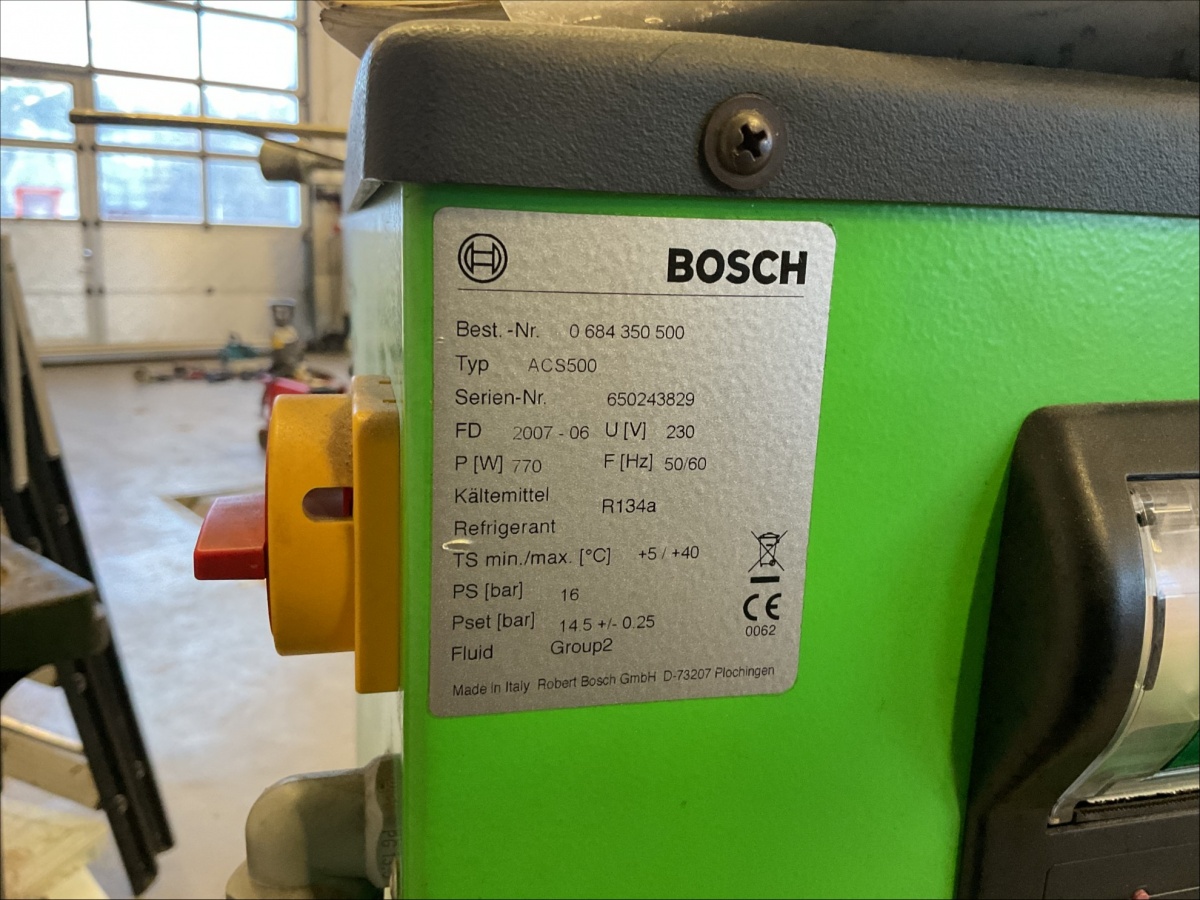 BOSCH
Best. -Nr. 0 684 350 500
Typ ACS500
Serien-Nr. 650243829
FD 2007 - 06 U [V] 230
P [W] 770 F [Hz] 50/60
Kältemittel
R134a
Refrigerant
TS min./max. [°C] +5 / +40
PS [bar] 16
Pset [bar] 14.5 +/- 0.25
Fluid Group2
CE
0062
Made in Italy Robert Bosch GmbH D-73207 Plochingen